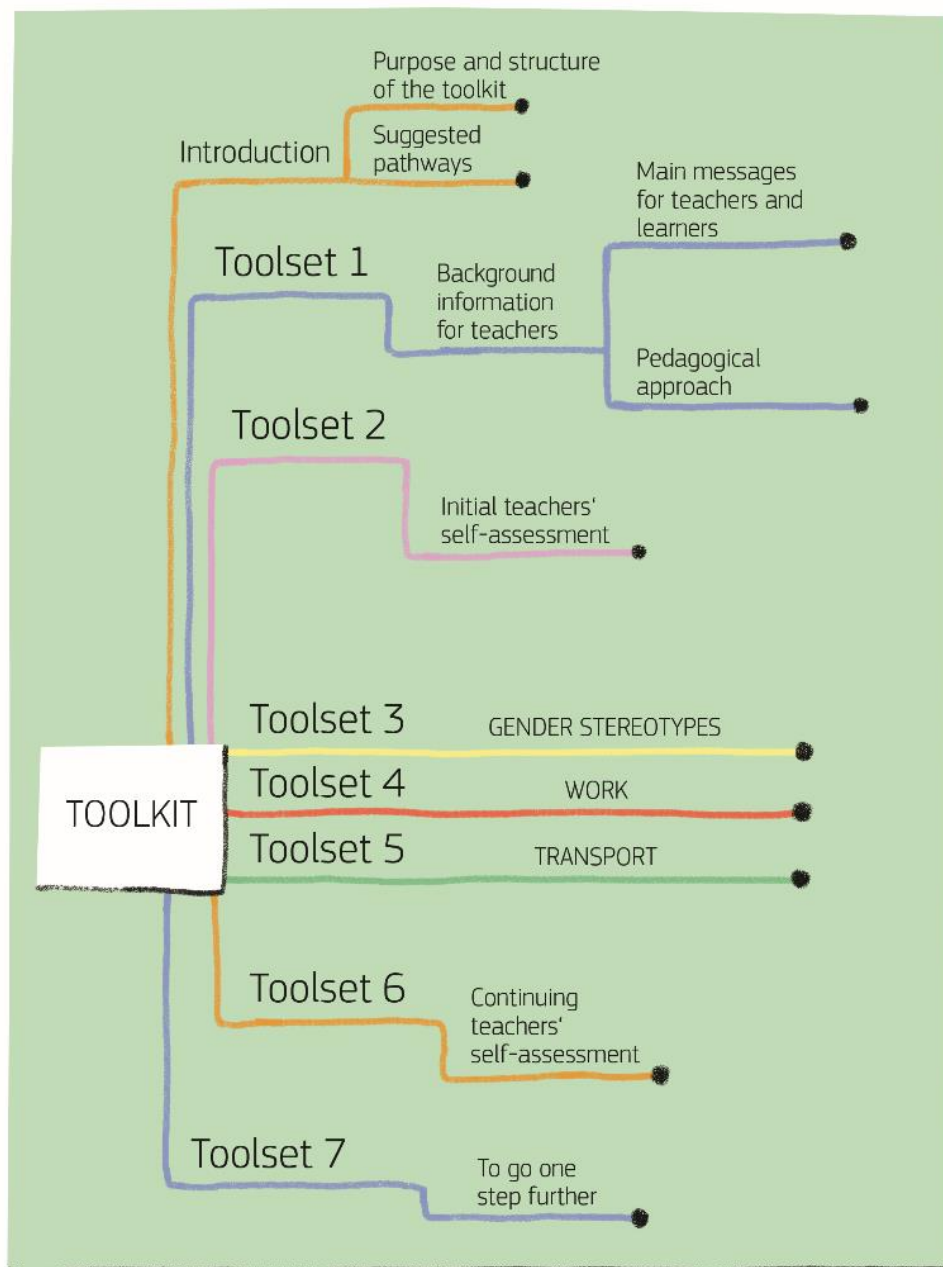 Purpose and structure
of the toolkit
Introduction
Suggested
pathways
Main messages
for teachers and
learners
Toolset 1
Background
information
for teachers
Pedagogical
approach
Toolset 2
Initial teachers‘
self-assessment
Toolset 3
GENDER STEREOTYPES
TOOLKIT
Toolset 4
WORK
Toolset 5
TRANSPORT
Toolset 6
Continuing
teachers‘
self-assessment
Toolset 7
To go one
step further